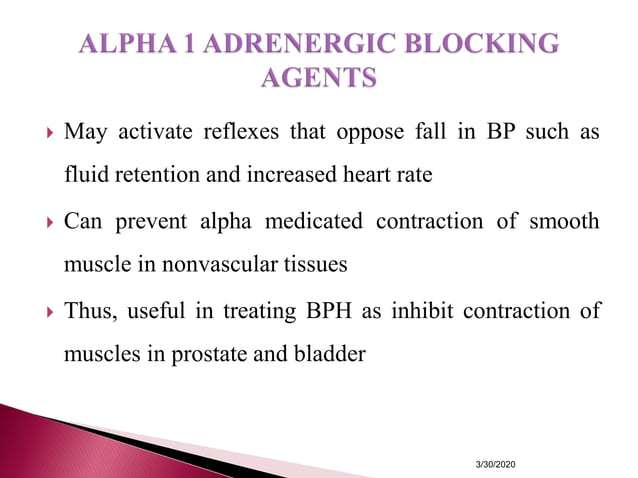 ALPHA 1 ADRENERGIC BLOCKING
AGENTS
May activate reflexes that oppose fall in BP such as
fluid retention and increased heart rate
Can prevent alpha medicated contraction of smooth
muscle in nonvascular tissues
Thus, useful in treating BPH as inhibit contraction of
muscles in prostate and bladder
3/30/2020